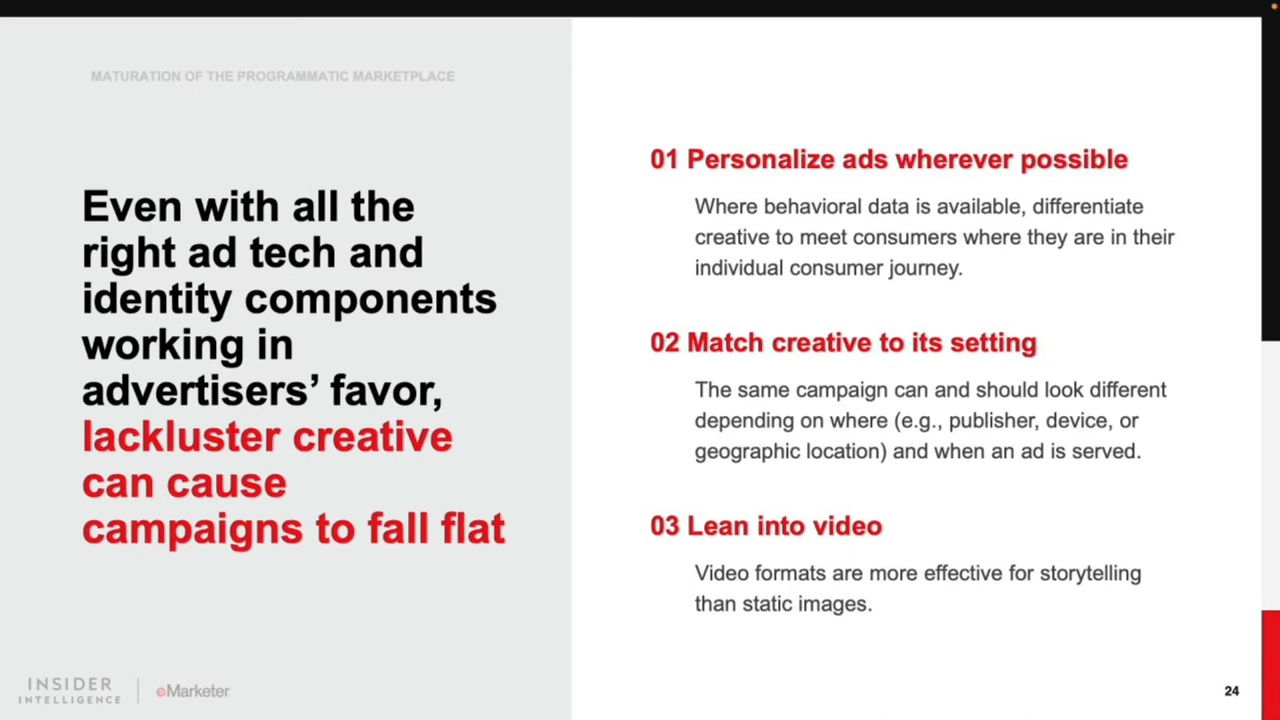 MATURATION OF THE PROGRAMMATIC MARKETPLACE
Even with all the
right ad tech and
identity components
working in
advertisers’ favor,
lackluster creative
can cause
campaigns to fall flat
01 Personalize ads wherever possible
Where behavioral data is available, differentiate
creative to meet consumers where they are in their
individual consumer journey.
02 Match creative to its setting
The same campaign can and should look different
depending on where (e.g., publisher, device, or
geographic location) and when an ad is served.
03 Lean into video
Video formats are more effective for storytelling
than static images.
INSIDER
INTELLIGENCE
eMarketer
24